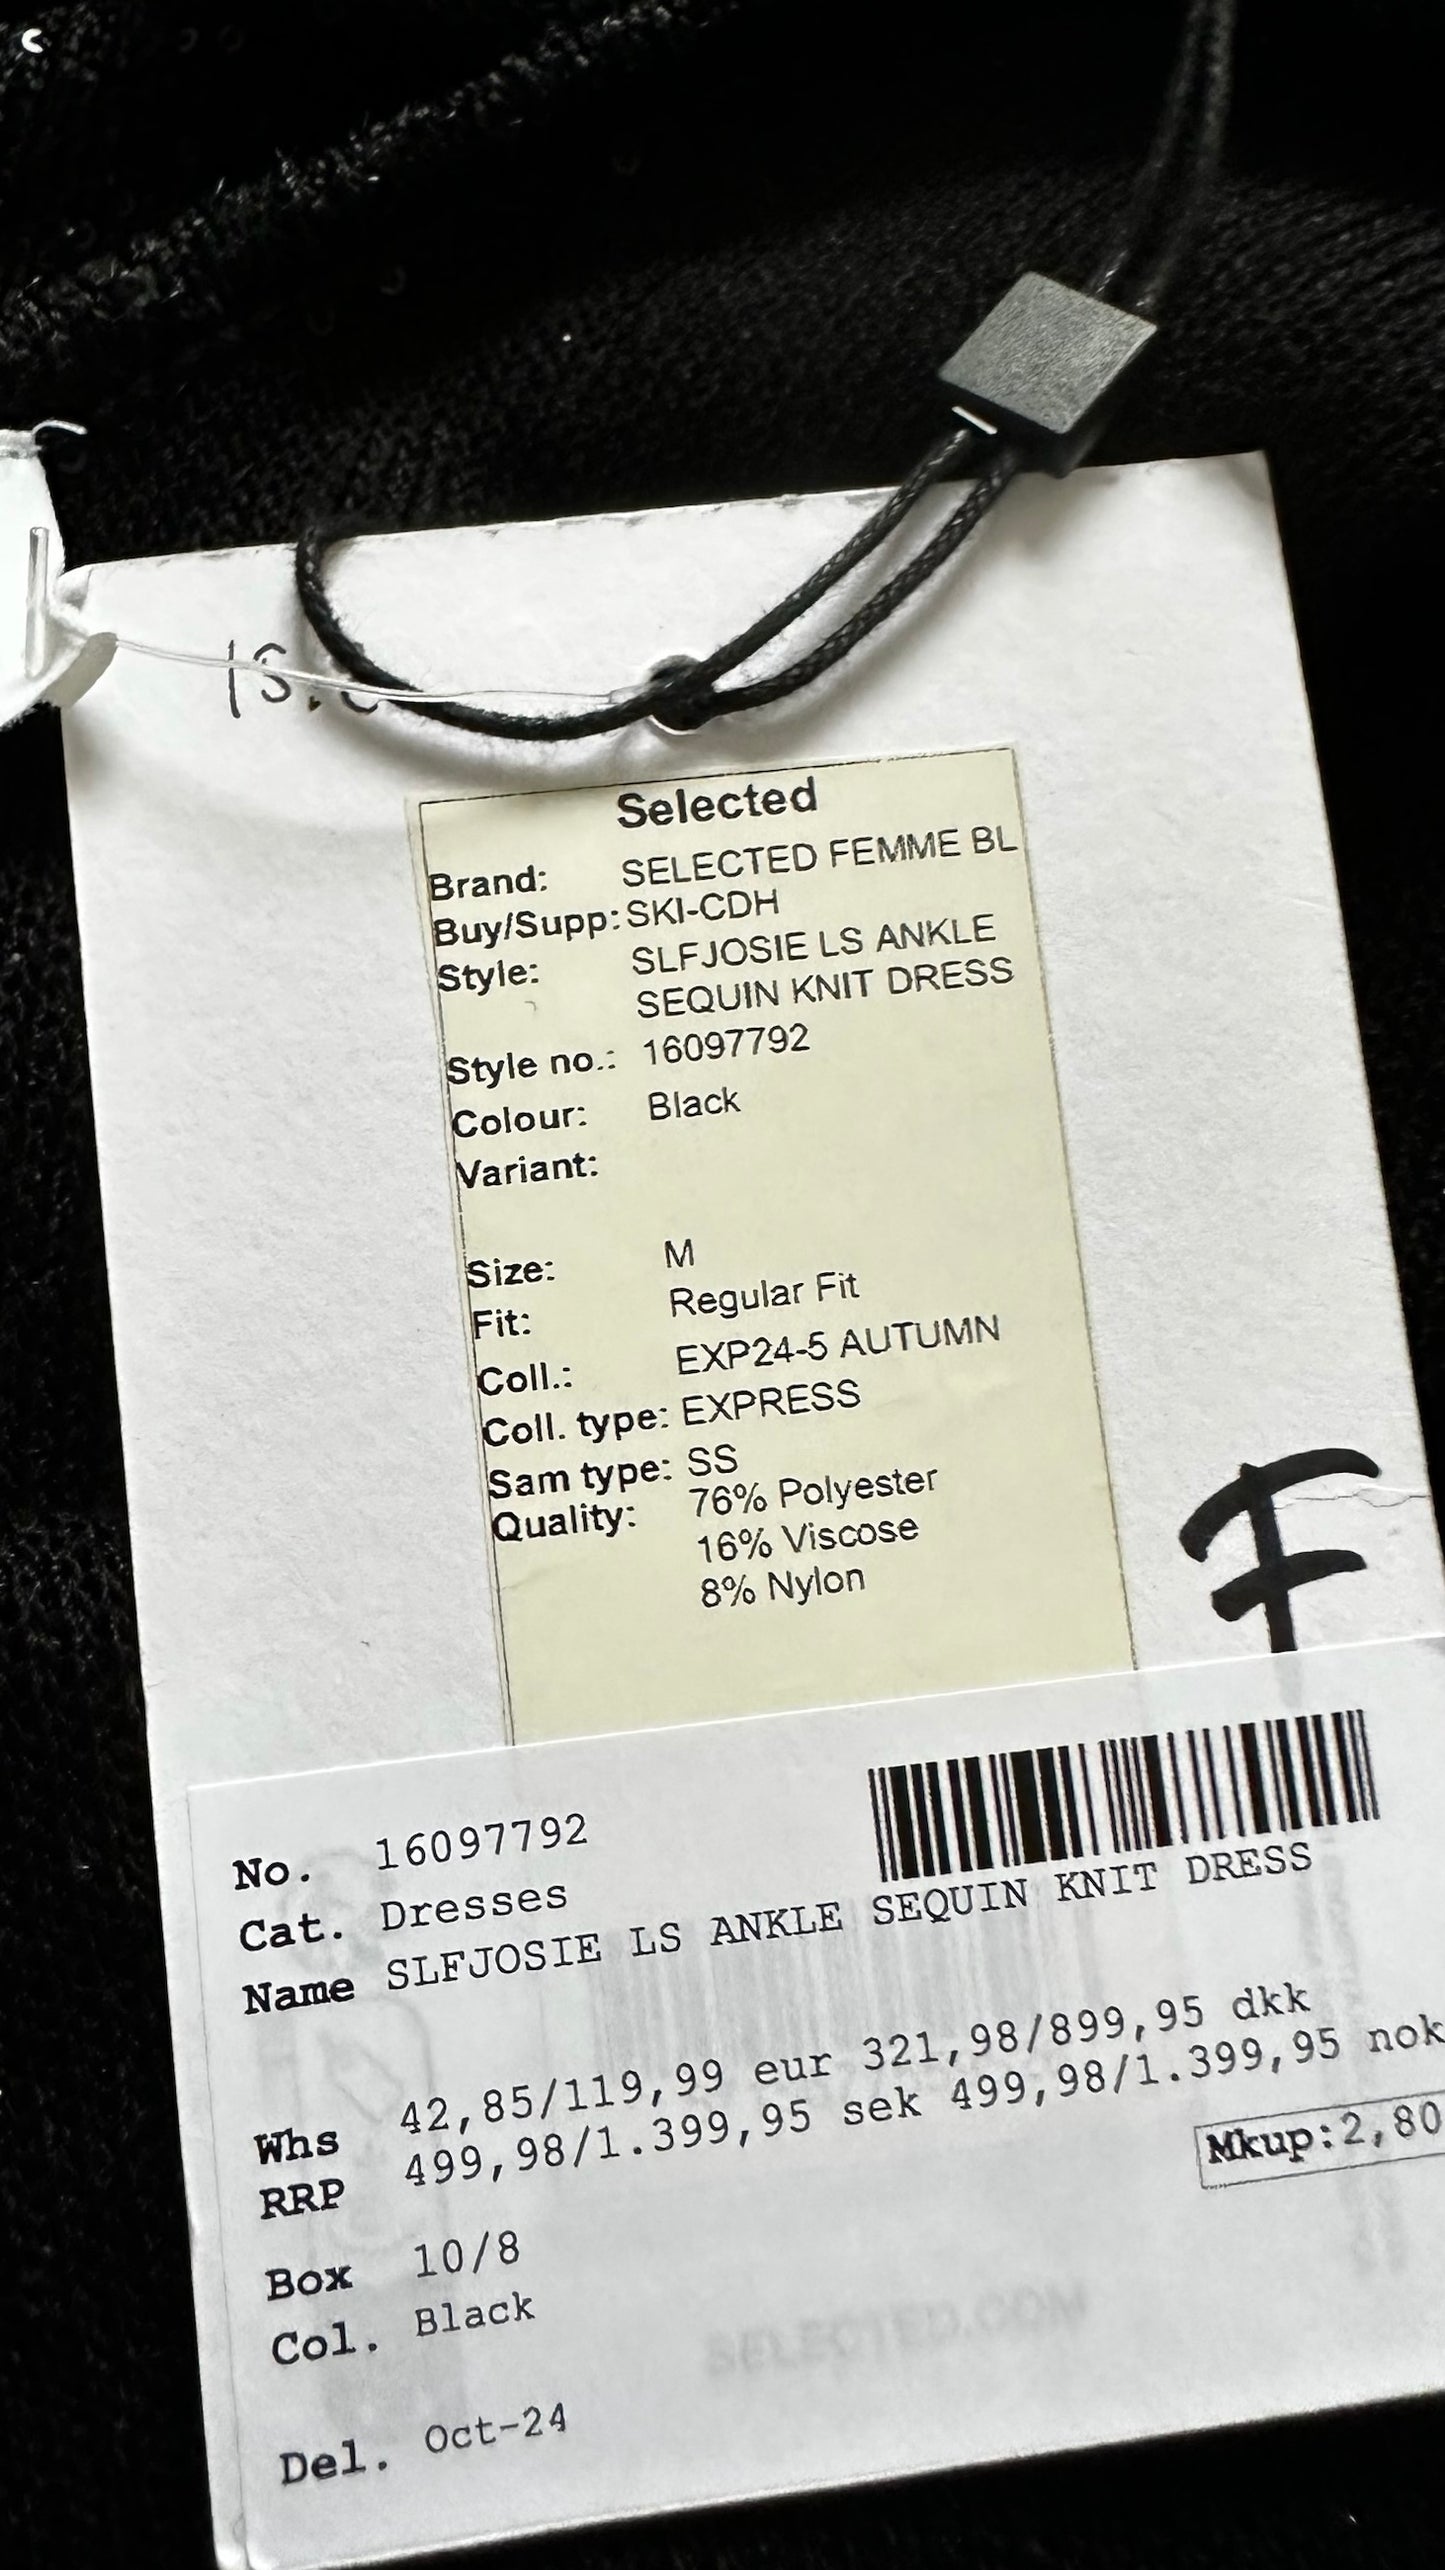 Selected
Brand: SELECTED FEMME BL
Buy/Supp: SKI-CDH
Style: SLFJOSIE LS ANKLE
SEQUIN KNIT DRESS
Style no.: 16097792
Colour: Black
Variant:
Size: M
Fit: Regular Fit
Coll.: EXP24-5 AUTUMN
Coll. type: EXPRESS
Sam type: SS
Quality: 76% Polyester
16% Viscose
8% Nylon
F
No. 16097792
Cat. Dresses
Name SLFJOSIE LS ANKLE SEQUIN KNIT DRESS
Whs 42,85/119,99 eur 321,98/899,95 dkk
RRP 499,98/1.399,95 sek 499,98/1.399,95 nok
Mkup:2,80
Box 10/8
Col. Black
Del. Oct-24